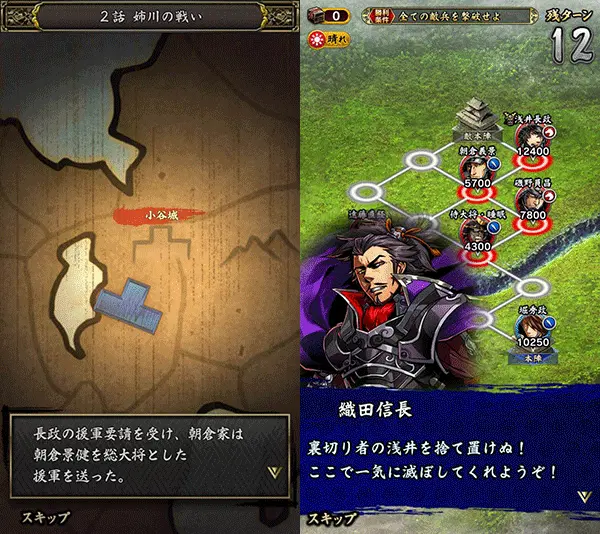 2話 姉川の戦い
小谷城
長政の援軍要請を受け、朝倉家は
朝倉景健を総大将とした
援軍を送った。
スキップ
0
勝利条件
全ての敵兵を撃破せよ
残ターン
12
晴れ
敵本陣
浅井長政
12400
朝倉義景
5700
磯野員昌
7800
遠藤直経
侍大将・睡眠
4300
堀秀政
10250
本陣
織田信長
裏切り者の浅井を捨て置けぬ!
ここで一気に滅ぼしてくれようぞ!
スキップ